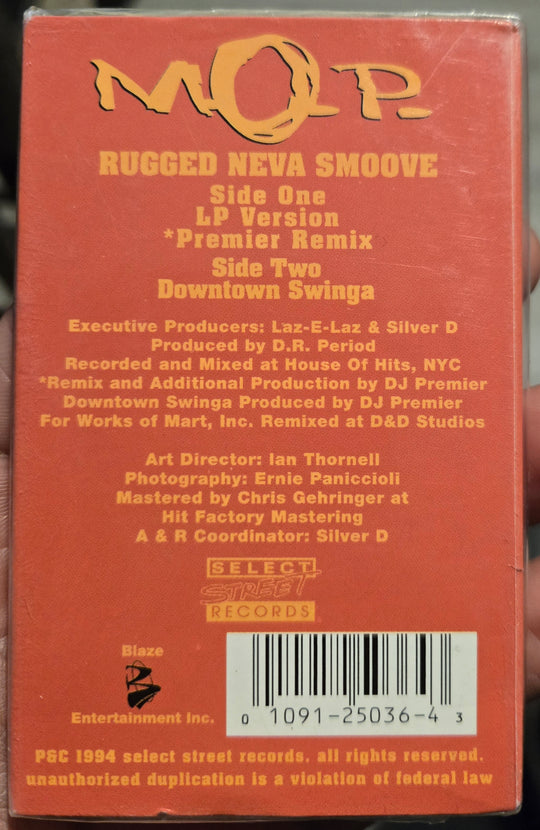 M.O.P.
RUGGED NEVA SMOOVE
Side One
LP Version
*Premier Remix
Side Two
Downtown Swinga
Executive Producers: Laz-E-Laz & Silver D
Produced by D.R. Period
Recorded and Mixed at House Of Hits, NYC
*Remix and Additional Production by DJ Premier
Downtown Swinga Produced by DJ Premier
For Works of Mart, Inc. Remixed at D&D Studios
Art Director: Ian Thornell
Photography: Ernie Paniccioli
Mastered by Chris Gehringer at
Hit Factory Mastering
A & R Coordinator: Silver D
SELECT
STREET
RECORDS
Blaze
Entertainment Inc.
0 1091-25036-4 3
P&C 1994 select street records. all rights reserved.
unauthorized duplication is a violation of federal law